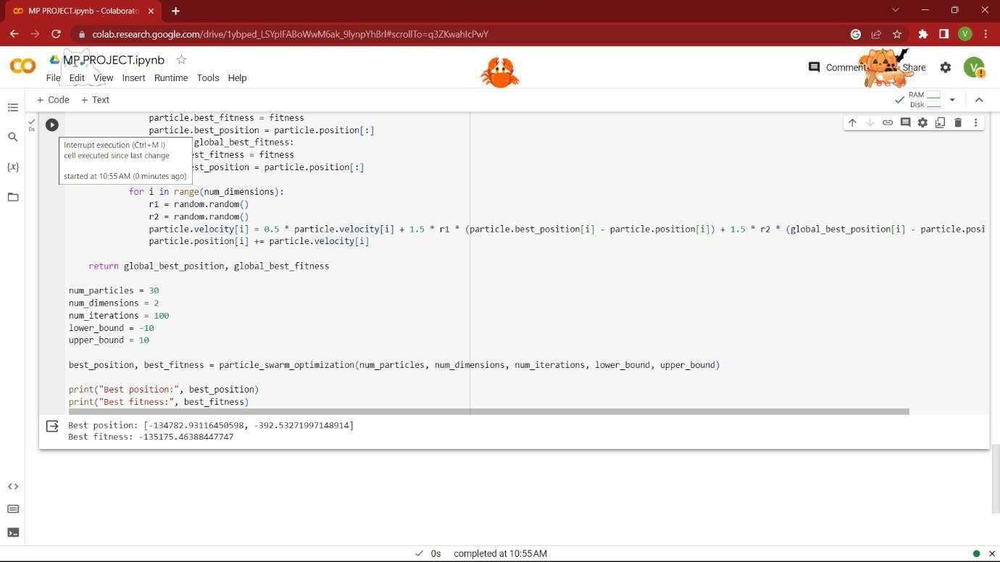 MP PROJECT.ipynb - Colaborato
colab.research.google.com/drive/1ybped_LSYpIFABoWwM6ak_9lynpYhBrl#scrollTo=q3ZKwahIcPwY
V
MP PROJECT.ipynb
File Edit View Insert Runtime Tools Help
Comment Share
V
+ Code + Text
RAM
Disk
0s
particle.best_fitness = fitness
particle.best_position = particle.position[:]
global_best_fitness:
est_fitness = fitness
est_position = particle.position[:]
Interrupt execution (Ctrl+M I)
cell executed since last change
started at 10:55 AM (0 minutes ago)
for i in range(num_dimensions):
r1 = random.random()
r2 = random.random()
particle.velocity[i] = 0.5 * particle.velocity[i] + 1.5 * r1 * (particle.best_position[i] - particle.position[i]) + 1.5 * r2 * (global_best_position[i] - particle.posi
particle.position[i] += particle.velocity[i]
return global_best_position, global_best_fitness
num_particles = 30
num_dimensions = 2
num_iterations = 100
lower_bound = -10
upper_bound = 10
best_position, best_fitness = particle_swarm_optimization(num_particles, num_dimensions, num_iterations, lower_bound, upper_bound)
print("Best position:", best_position)
print("Best fitness:", best_fitness)
Best position: [-134782.93116450598, -392.53271997148914]
Best fitness: -135175.46388447747
0s completed at 10:55 AM